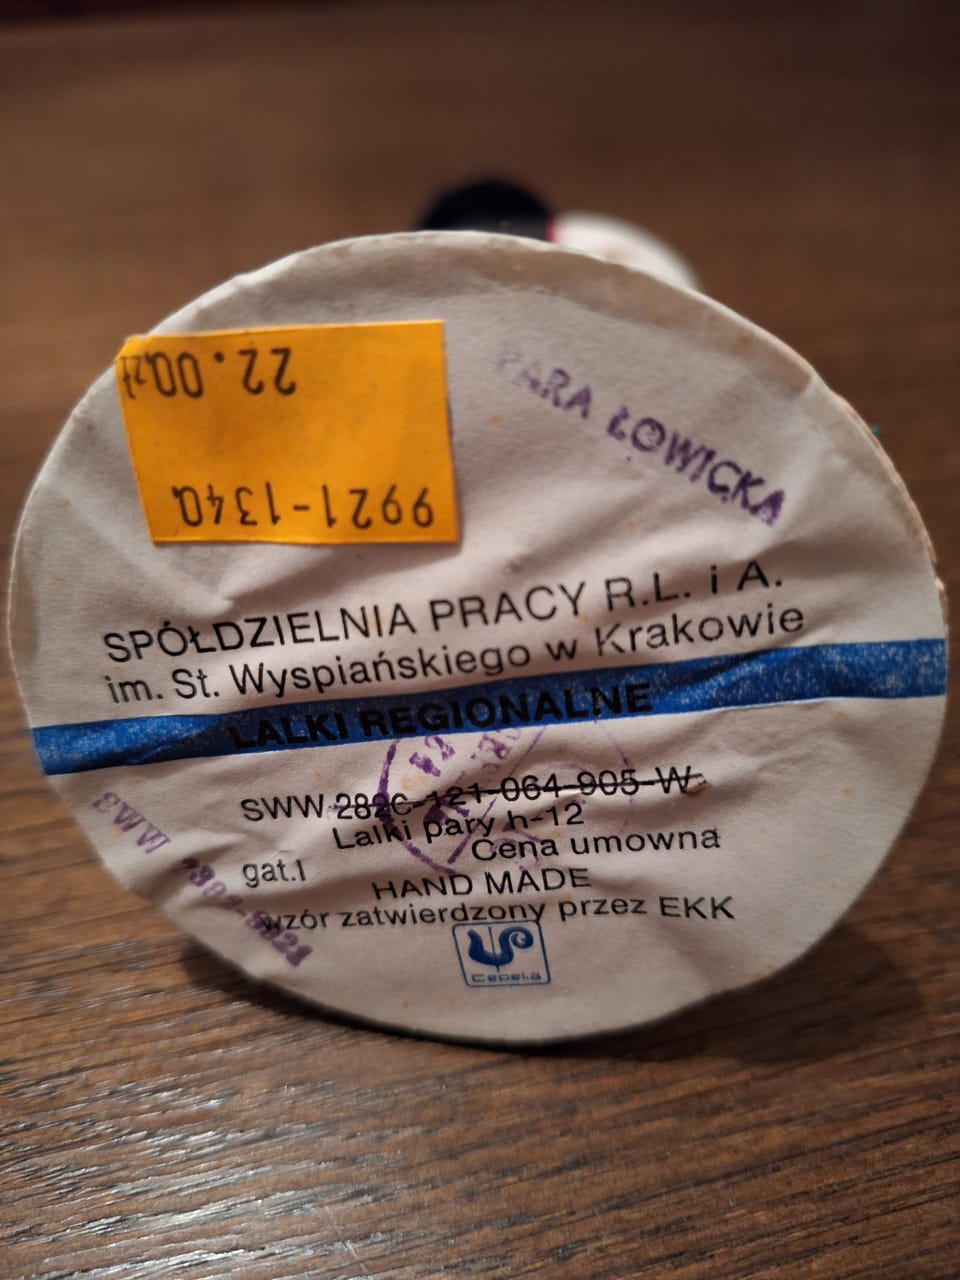 22.00zł
9921-1340
PARA ŁOWICKA
SPÓŁDZIELNIA PRACY R.L. i A.
im. St. Wyspiańskiego w Krakowie
LALKI REGIONALNE
SWW 282C-121-064-905-W
Lalki pary h-12
Cena umowna
gat.I
HAND MADE
wzór zatwierdzony przez EKK
Cepelia
SWW